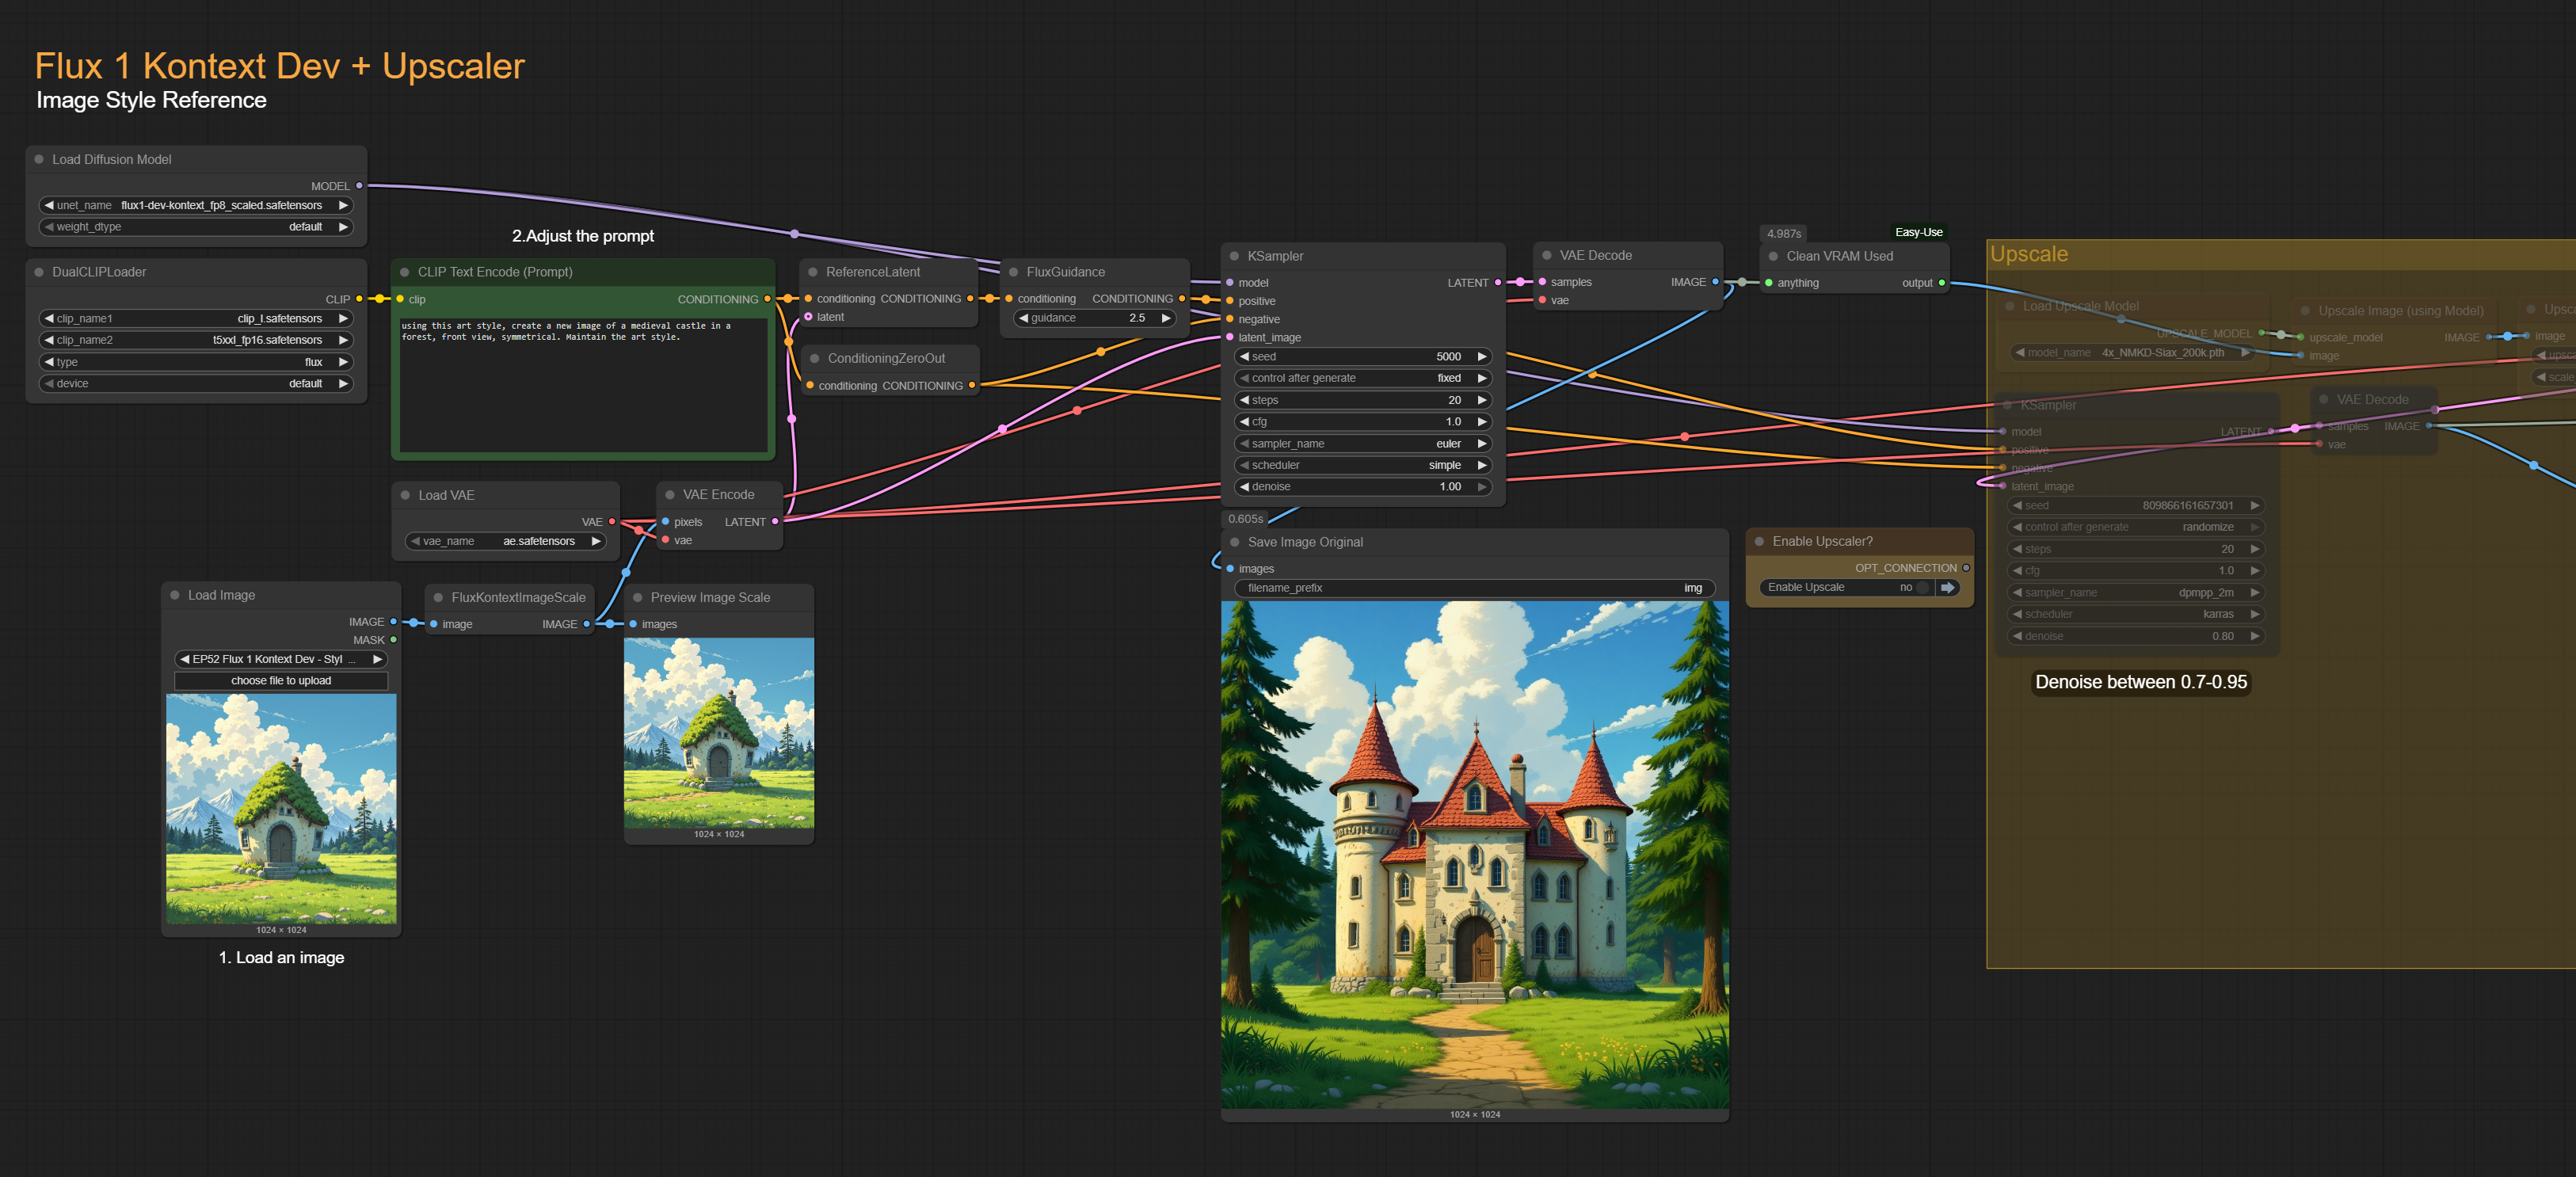 Flux 1 Kontext Dev + Upscaler
Image Style Reference
Load Diffusion Model
MODEL
unet_name flux1-dev-kontext_fp8_scaled.safetensors
weight_dtype default
DualCLIPLoader
CLIP
clip_name1 clip_l.safetensors
clip_name2 t5xxl_fp16.safetensors
type flux
device default
2.Adjust the prompt
CLIP Text Encode (Prompt)
clip CONDITIONING
using this art style, create a new image of a medieval castle in a
forest, front view, symmetrical. Maintain the art style.
ReferenceLatent
conditioning CONDITIONING
latent
FluxGuidance
conditioning CONDITIONING
guidance 2.5
ConditioningZeroOut
conditioning CONDITIONING
Load VAE
VAE
vae_name ae.safetensors
VAE Encode
pixels LATENT
vae
Load Image
IMAGE
MASK
EP52 Flux 1 Kontext Dev - Styl ...
choose file to upload
1024 × 1024
1. Load an image
FluxKontextImageScale
image IMAGE
Preview Image Scale
images
1024 × 1024
KSampler
model LATENT
positive
negative
latent_image
seed 5000
control after generate fixed
steps 20
cfg 1.0
sampler_name euler
scheduler simple
denoise 1.00
VAE Decode
samples IMAGE
vae
4.987s Easy-Use
Clean VRAM Used
anything output
0.605s
Save Image Original
images
filename_prefix img
1024 × 1024
Enable Upscaler?
OPT_CONNECTION
Enable Upscale no
Upscale
Load Upscale Model
UPSCALE_MODEL
model_name 4x_NMKD-Siax_200k.pth
Upscale Image (using Model)
upscale_model IMAGE
image
Upsca
image
upsca
scale
KSampler
model LATENT
positive
negative
latent_image
seed 809866161657301
control after generate randomize
steps 20
cfg 1.0
sampler_name dpmpp_2m
scheduler karras
denoise 0.80
VAE Decode
samples IMAGE
vae
Denoise between 0.7-0.95